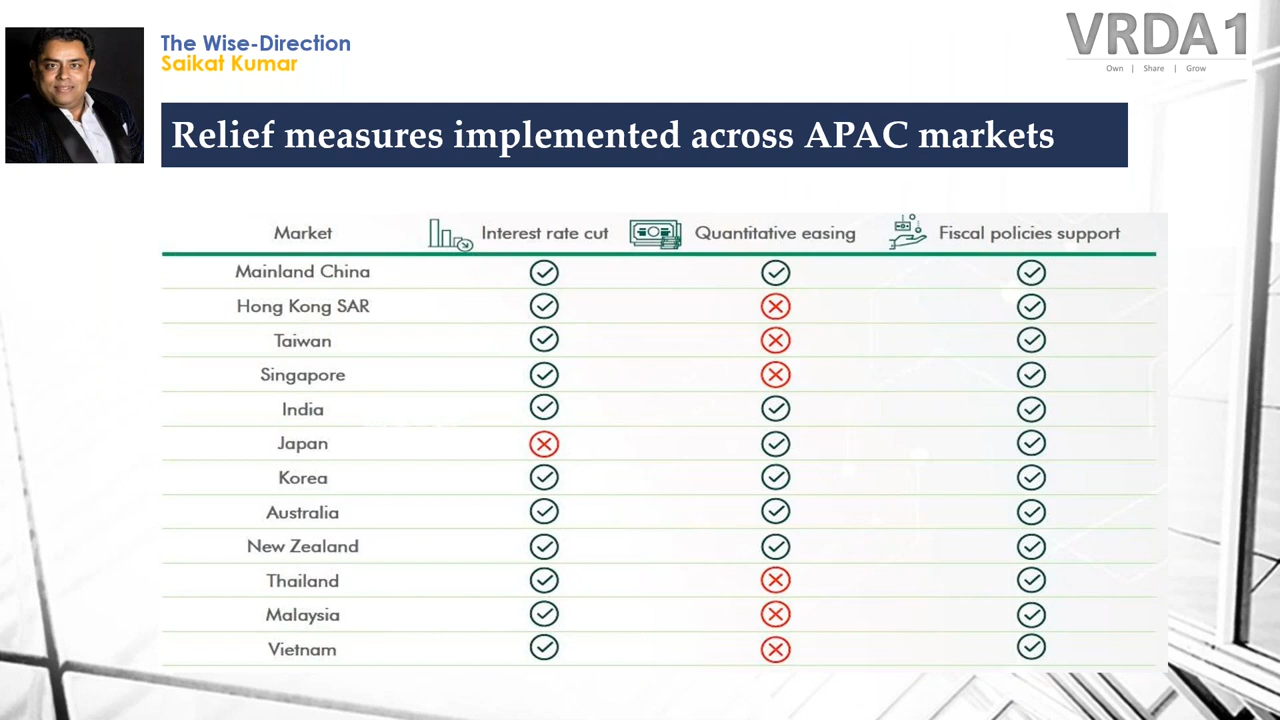 The Wise-Direction
Saikat Kumar
VRDA1
Own | Share | Grow
Relief measures implemented across APAC markets
Market Interest rate cut Quantitative easing Fiscal policies support
Mainland China
Hong Kong SAR
Taiwan
Singapore
India
Japan
Korea
Australia
New Zealand
Thailand
Malaysia
Vietnam